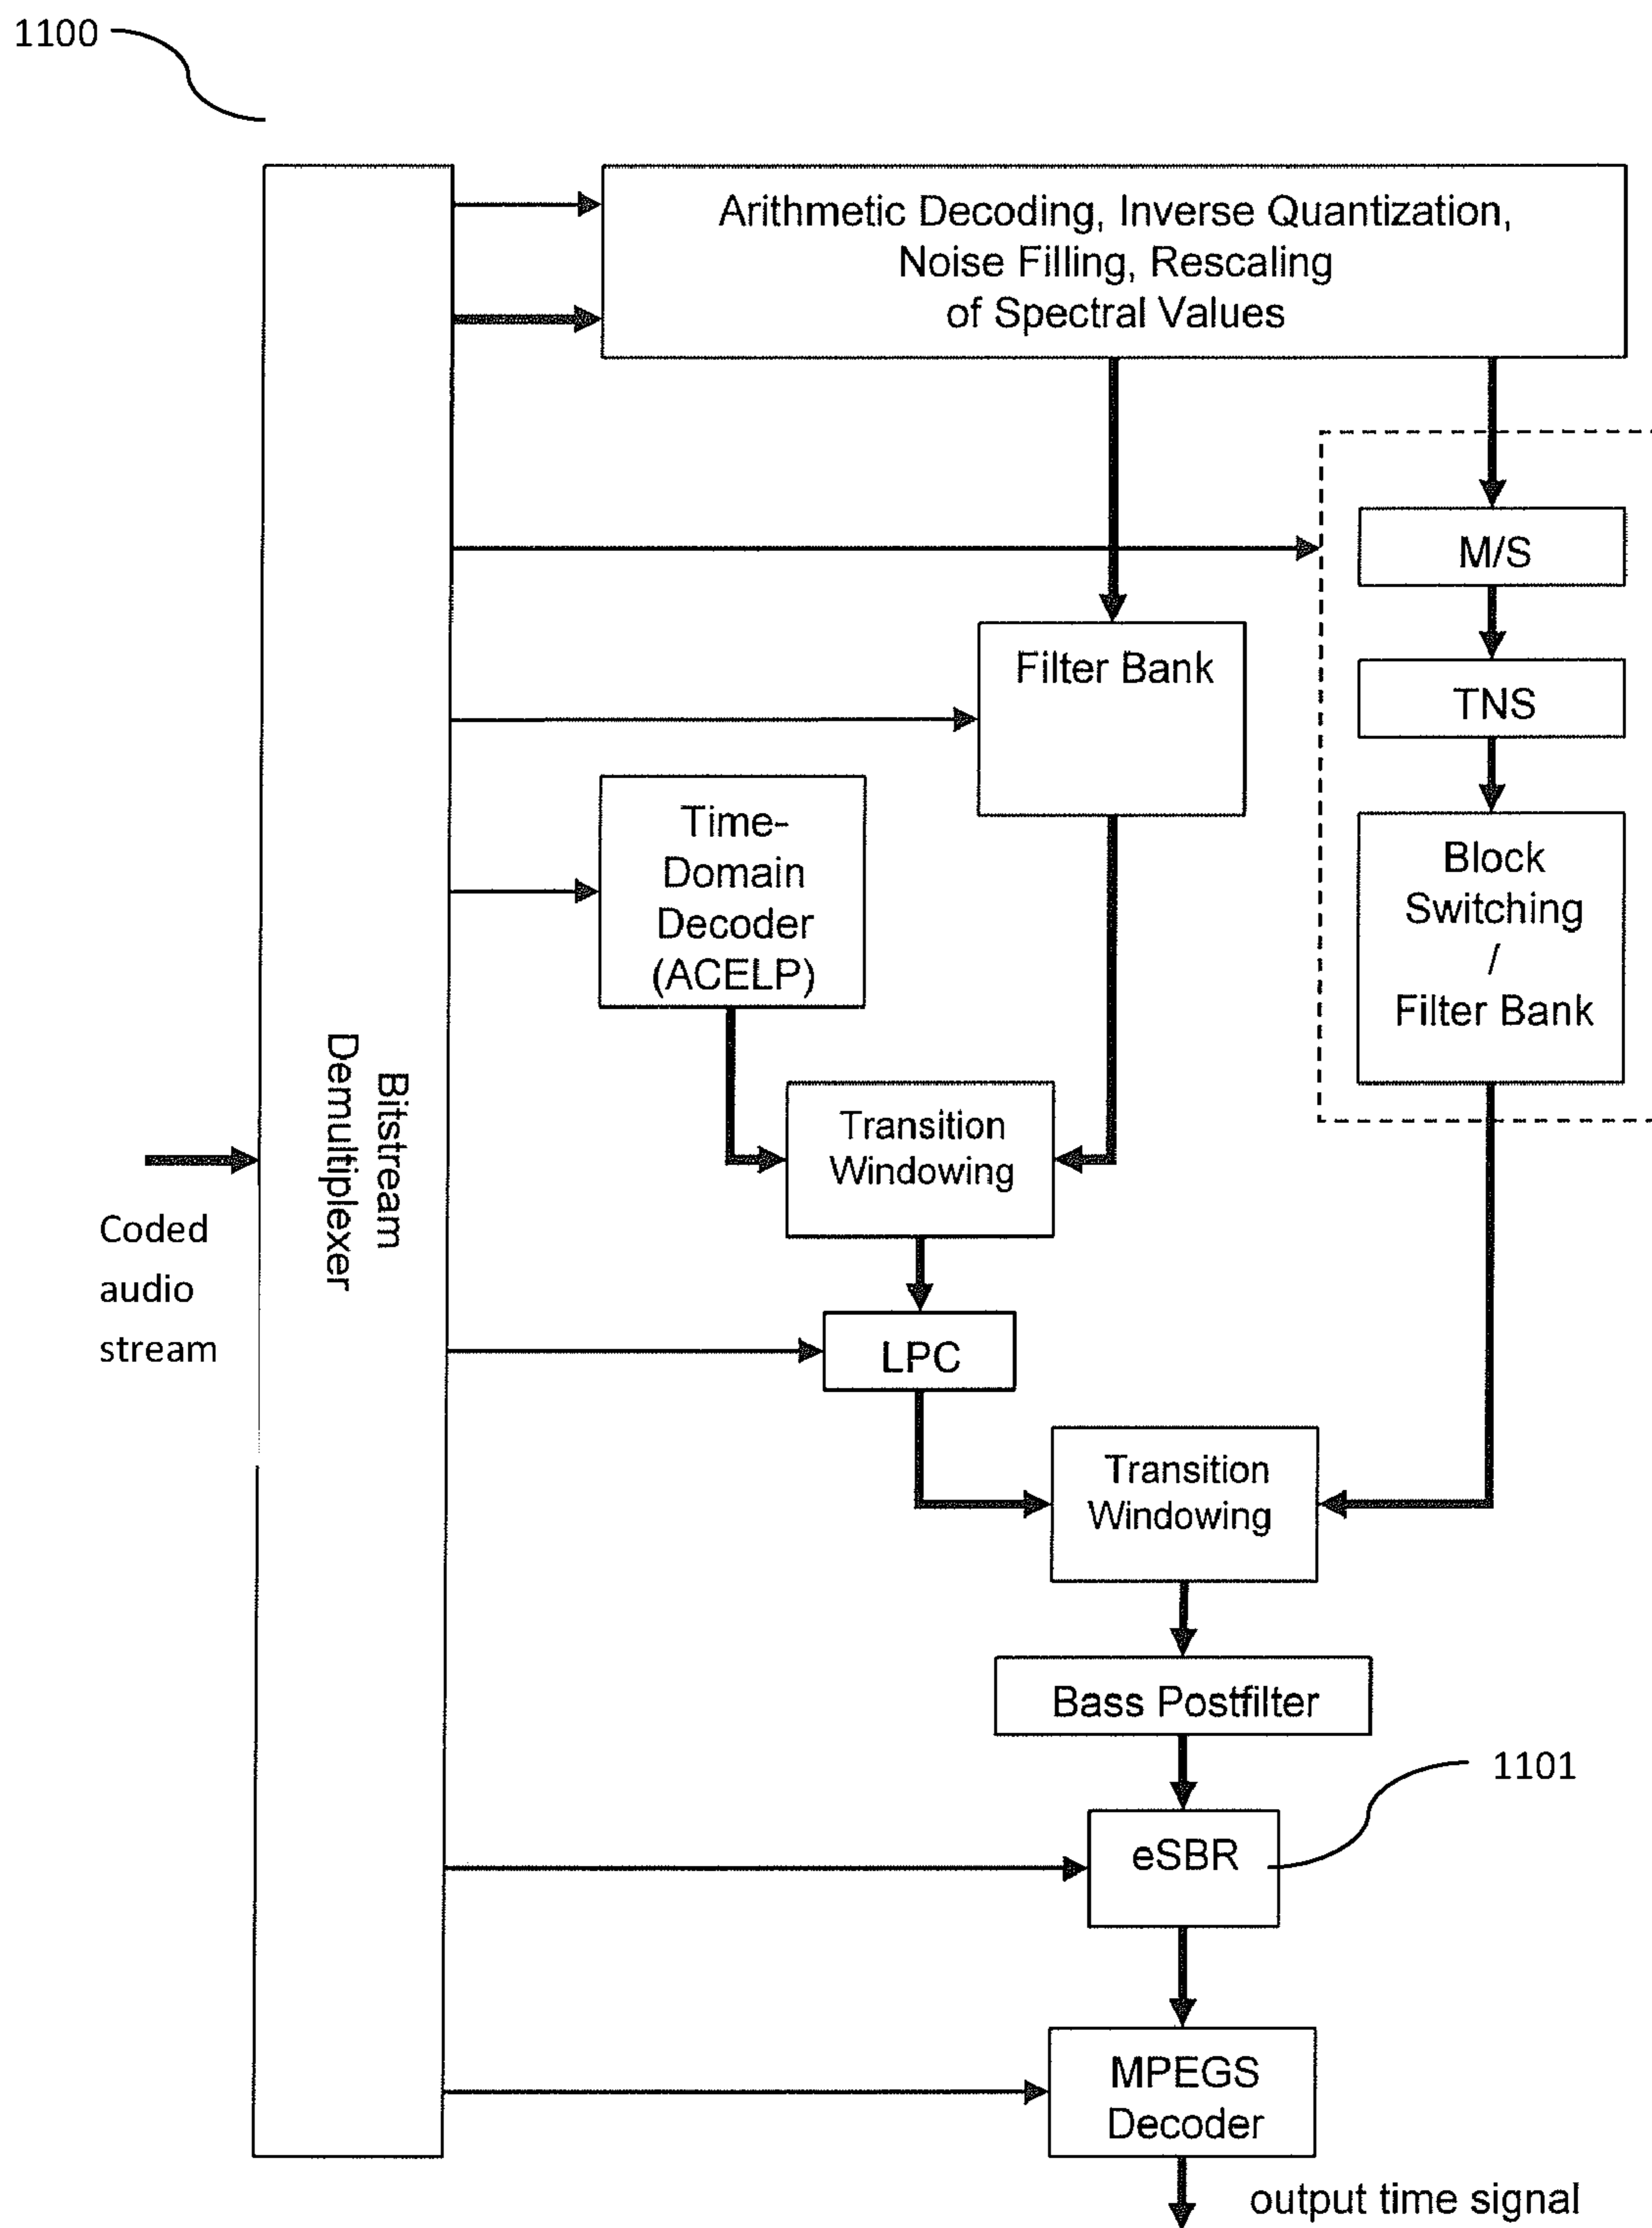 1100
Arithmetic Decoding, Inverse Quantization,
Noise Filling, Rescaling
of Spectral Values
M/S
Filter Bank
TNS
Time-
Domain
Decoder
(ACELP)
Block
Switching
/
Filter Bank
Bitstream
Demultiplexer
Transition
Windowing
Coded
audio
stream
LPC
Transition
Windowing
Bass Postfilter
1101
eSBR
MPEGS
Decoder
output time signal